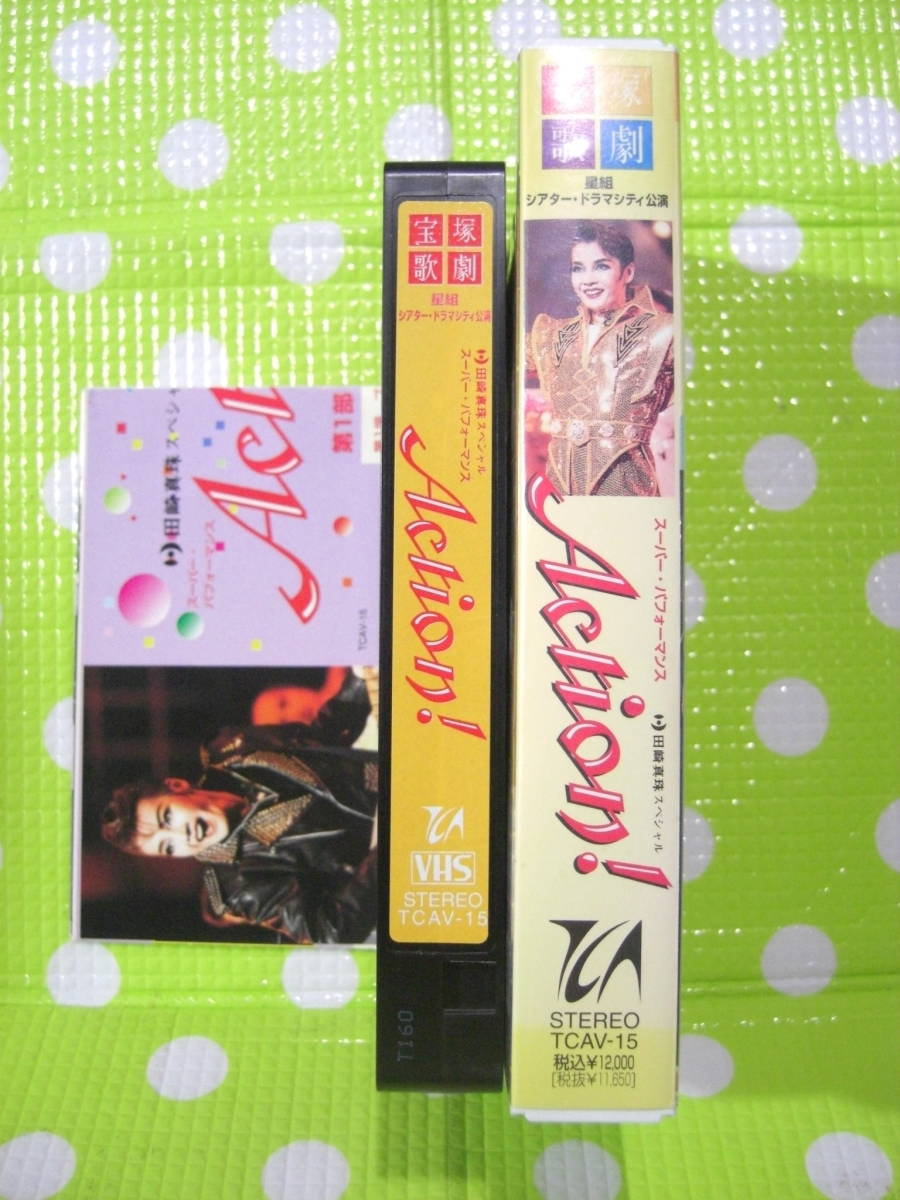 田崎真珠スペシャル
スーパー・
パフォーマンス
第1部
TCAV-15
宝塚
歌劇
星組
シアター・ドラマシティ公演
田崎真珠スペシャル
スーパー・パフォーマンス
Action!
VHS
STEREO
TCAV-15
T160
塚
歌劇
星組
シアター・ドラマシティ公演
スーパー・パフォーマンス
Action!
田崎真珠スペシャル
STEREO
TCAV-15
税込¥12,000
[税抜¥11,650]